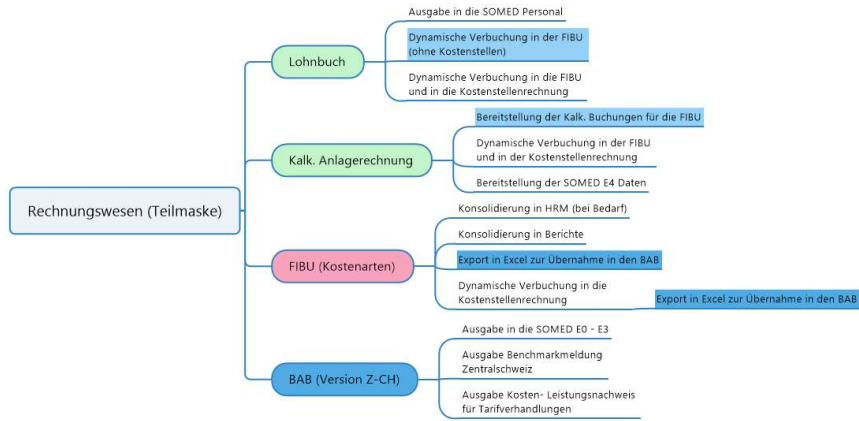 Rechnungswesen (Teilmaske)
Lohnbuch
Ausgabe in die SOMED Personal
Dynamische Verbuchung in der FIBU
(ohne Kostenstellen)
Dynamische Verbuchung in die FIBU
und in die Kostenstellenrechnung
Kalk. Anlagerechnung
Bereitstellung der Kalk. Buchungen für die FIBU
Dynamische Verbuchung in der FIBU
und in der Kostenstellenrechnung
Bereitstellung der SOMED E4 Daten
FIBU (Kostenarten)
Konsolidierung in HRM (bei Bedarf)
Konsolidierung in Berichte
Export in Excel zur Übernahme in den BAB
Dynamische Verbuchung in die
Kostenstellenrechnung
Export in Excel zur Übernahme in den BAB
BAB (Version Z-CH)
Ausgabe in die SOMED E0 - E3
Ausgabe Benchmarkmeldung
Zentralschweiz
Ausgabe Kosten- Leistungsnachweis
für Tarifverhandlungen